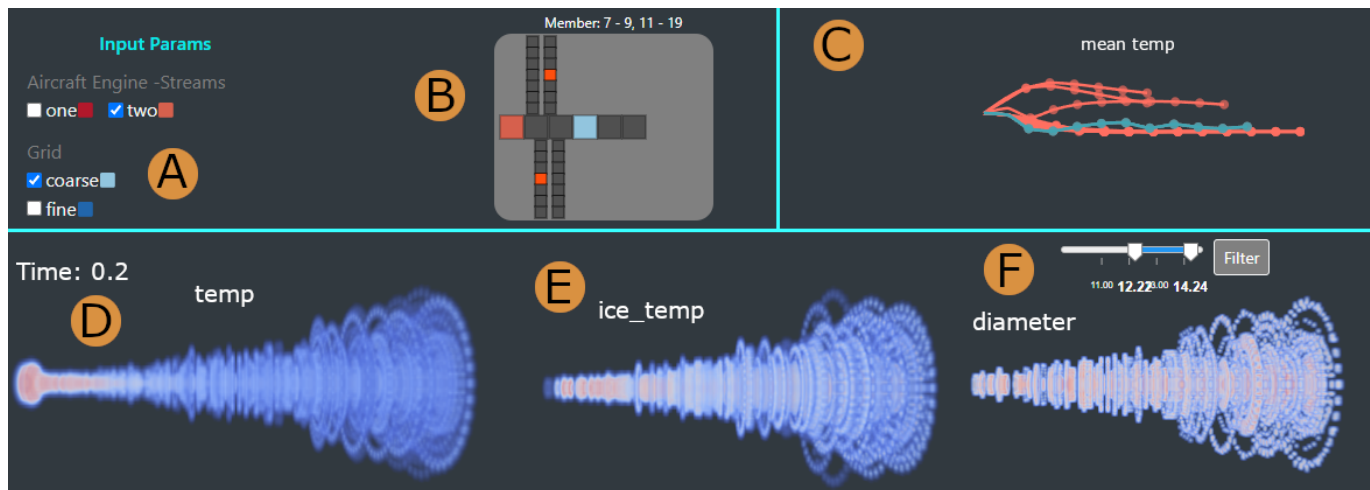 Input Params
Aircraft Engine -Streams
one two
Grid
A
coarse
fine
Member: 7 - 9, 11 - 19
B
C
mean temp
Time: 0.2
D
temp
E
ice_temp
F
Filter
11.00 12.22 14.24
diameter